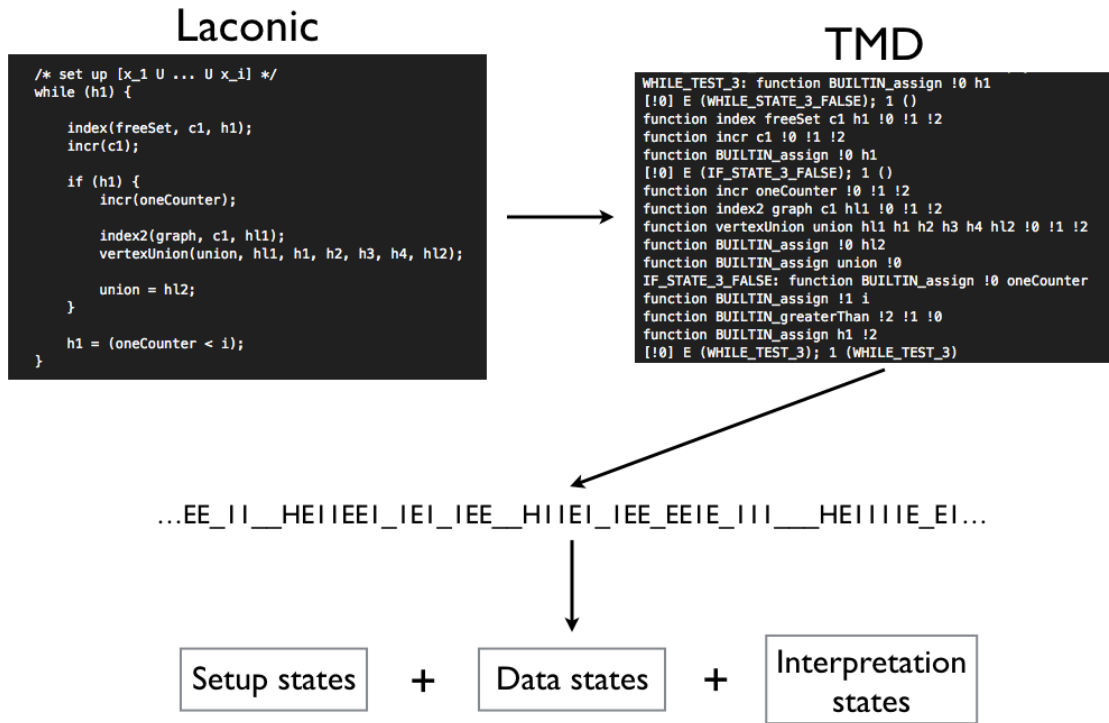 Laconic
/* set up [x_1 U ... U x_i] */
while (h1) {
index(freeSet, c1, h1);
incr(c1);
if (h1) {
incr(oneCounter);
index2(graph, c1, hl1);
vertexUnion(union, hl1, h1, h2, h3, h4, hl2);
union = hl2;
}
h1 = (oneCounter < i);
}
TMD
WHILE_TEST_3: function BUILTIN_assign !0 h1
[!0] E (WHILE_STATE_3_FALSE); 1 ()
function index freeSet c1 h1 !0 !1 !2
function incr c1 !0 !1 !2
function BUILTIN_assign !0 h1
[!0] E (IF_STATE_3_FALSE); 1 ()
function incr oneCounter !0 !1 !2
function index2 graph c1 hl1 !0 !1 !2
function vertexUnion union hl1 h1 h2 h3 h4 hl2 !0 !1 !2
function BUILTIN_assign !0 hl2
function BUILTIN_assign union !0
IF_STATE_3_FALSE: function BUILTIN_assign !0 oneCounter
function BUILTIN_assign !1 i
function BUILTIN_greaterThan !2 !1 !0
function BUILTIN_assign h1 !2
[!0] E (WHILE_TEST_3); 1 (WHILE_TEST_3)
...EE_11__HE11EE1_1E1_1EE__H11E1_1EE_EE1E_111___HE1111E_E1...
Setup states + Data states + Interpretation states